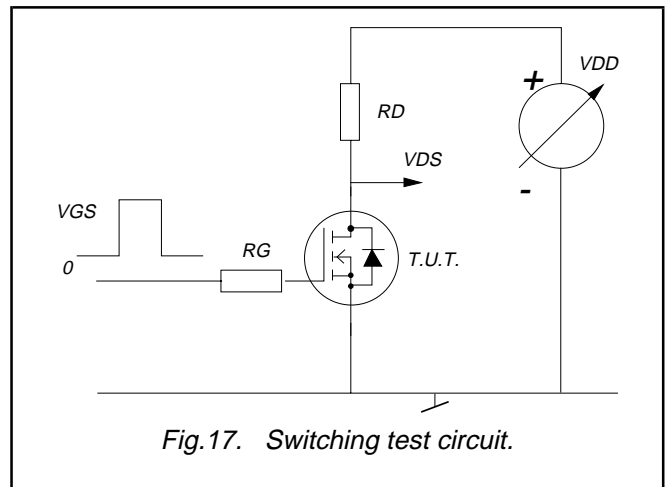 +
VDD
RD
VDS
-
VGS
RG
T.U.T.
0
Fig.17. Switching test circuit.